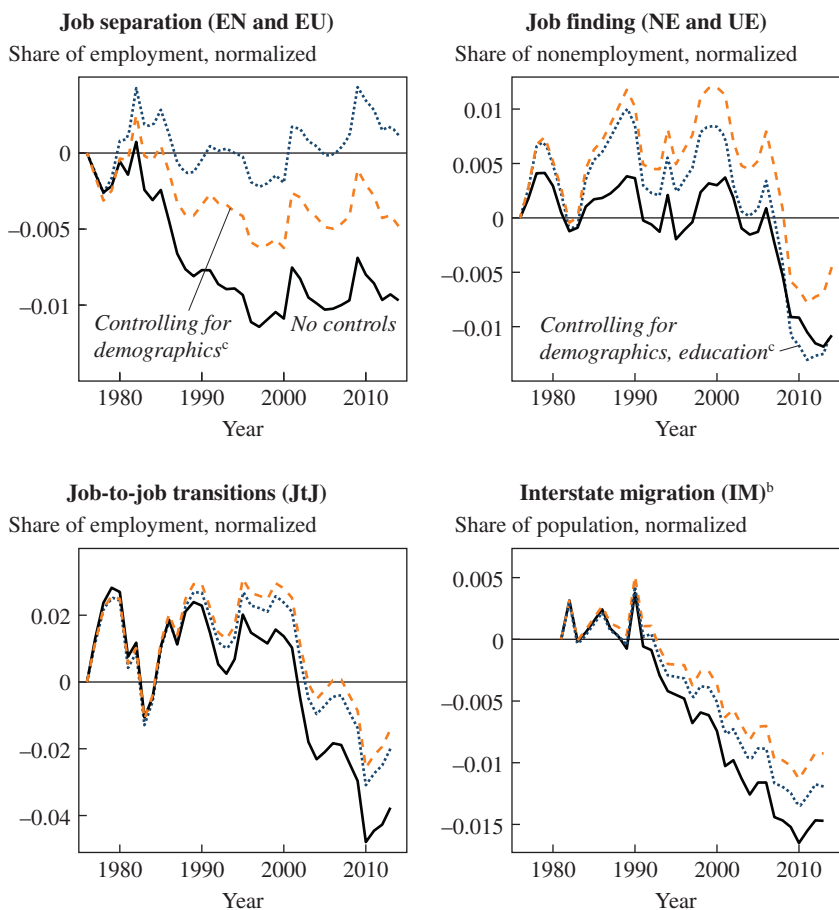 Job separation (EN and EU)
Share of employment, normalized
0
–0.005
–0.01
Controlling for
demographicsᶜ
No controls
1980 1990 2000 2010
Year
Job finding (NE and UE)
Share of nonemployment, normalized
0.01
0.005
0
–0.005
–0.01
Controlling for
demographics, educationᶜ
1980 1990 2000 2010
Year
Job-to-job transitions (JtJ)
Share of employment, normalized
0.02
0
–0.02
–0.04
1980 1990 2000 2010
Year
Interstate migration (IM)ᵇ
Share of population, normalized
0.005
0
–0.005
–0.01
–0.015
1980 1990 2000 2010
Year